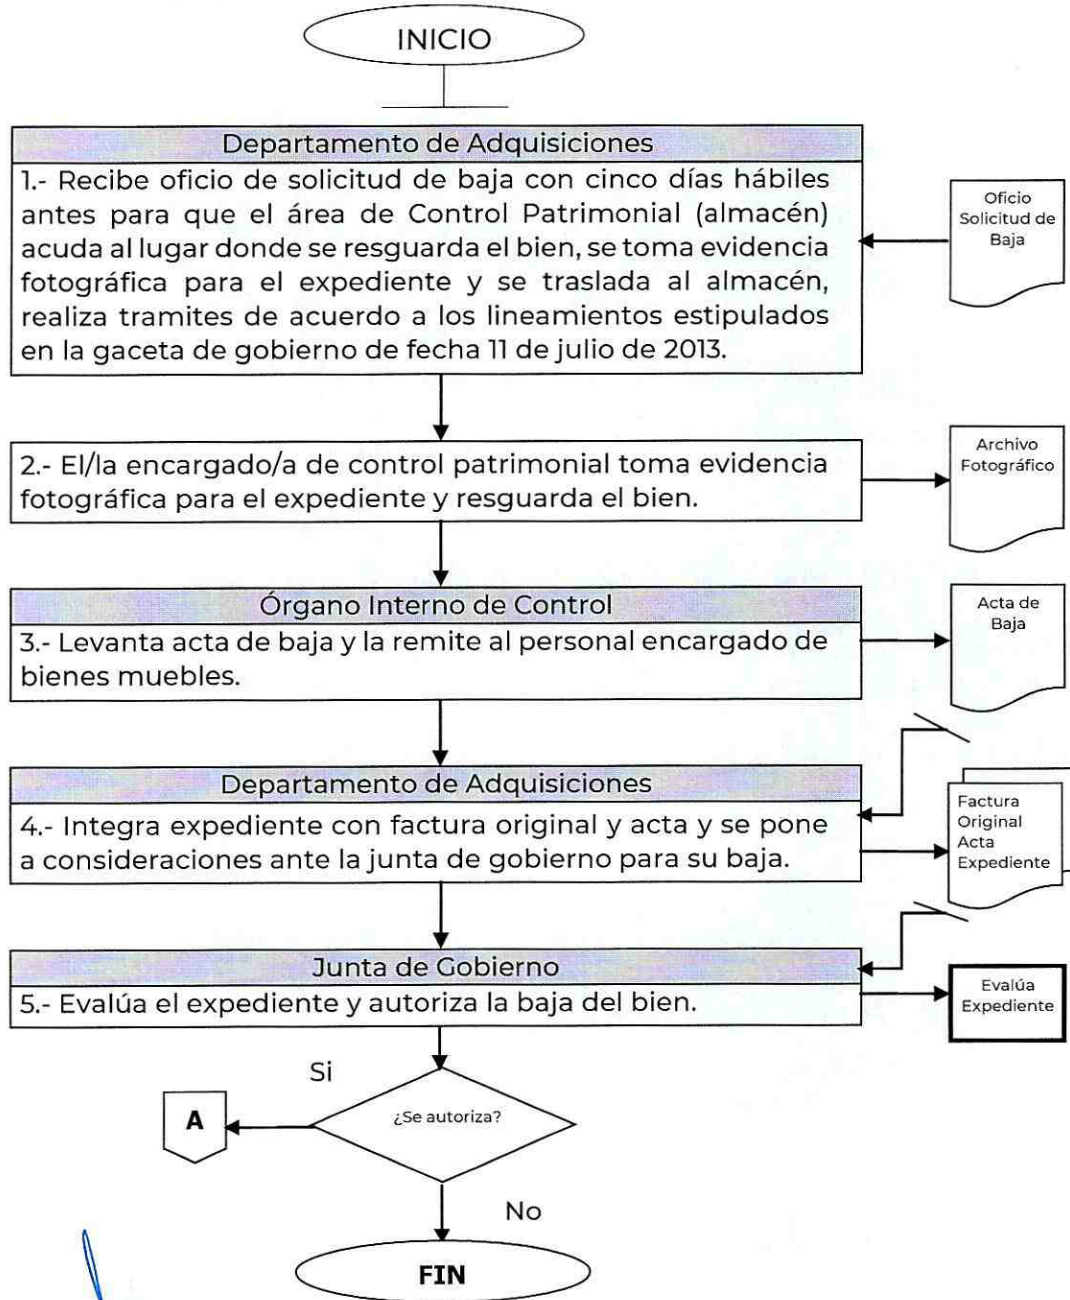 INICIO
Departamento de Adquisiciones
1.- Recibe oficio de solicitud de baja con cinco días hábiles
antes para que el área de Control Patrimonial (almacén)
acuda al lugar donde se resguarda el bien, se toma evidencia
fotográfica para el expediente y se traslada al almacén,
realiza tramites de acuerdo a los lineamientos estipulados
en la gaceta de gobierno de fecha 11 de julio de 2013.
Oficio
Solicitud de
Baja
2.- El/la encargado/a de control patrimonial toma evidencia
fotográfica para el expediente y resguarda el bien.
Archivo
Fotográfico
Órgano Interno de Control
3.- Levanta acta de baja y la remite al personal encargado de
bienes muebles.
Acta de
Baja
Departamento de Adquisiciones
4.- Integra expediente con factura original y acta y se pone
a consideraciones ante la junta de gobierno para su baja.
Factura
Original
Acta
Expediente
Junta de Gobierno
5.- Evalúa el expediente y autoriza la baja del bien.
Evalúa
Expediente
Si
¿Se autoriza?
A
No
FIN